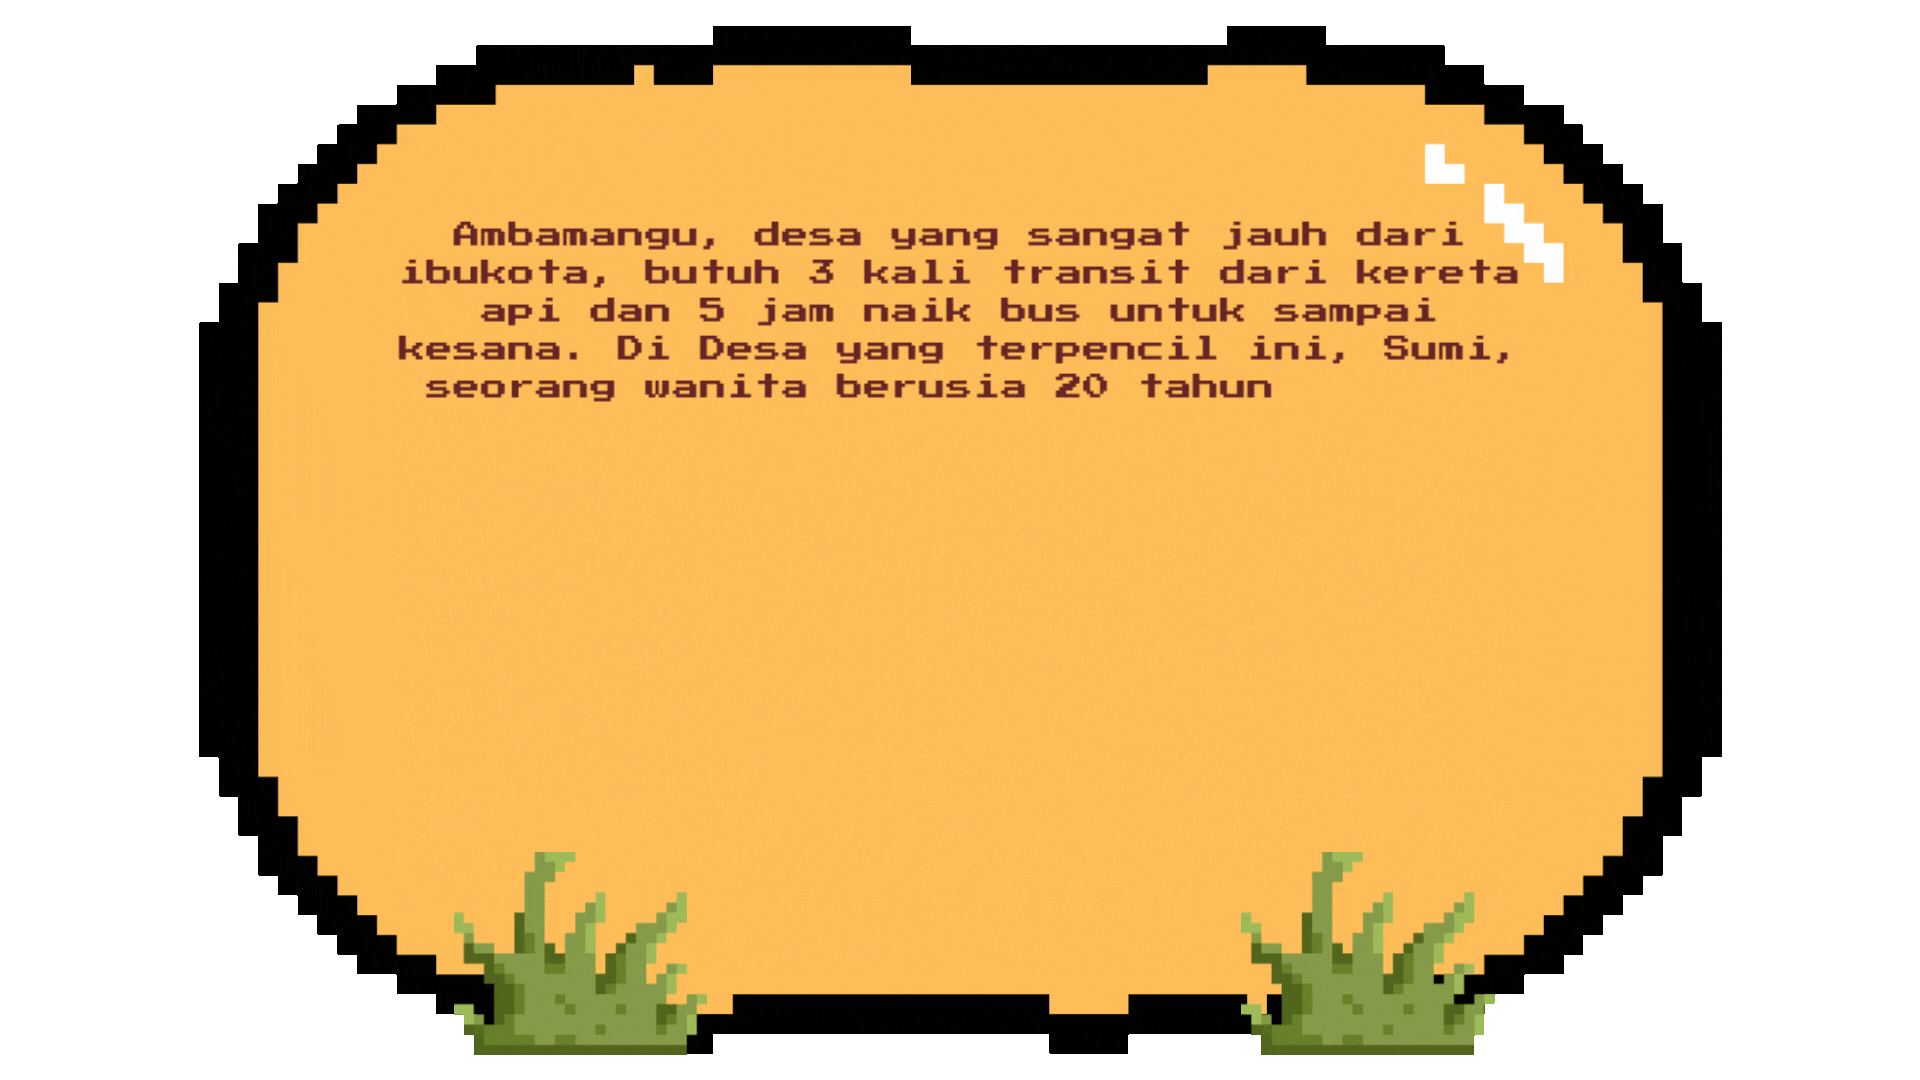 Ambamangu, desa yang sangat jauh dari
ibukota, butuh 3 kali transit dari kereta
api dan 5 jam naik bus untuk sampai
kesana. Di Desa yang terpencil ini, Sumi,
seorang wanita berusia 20 tahun